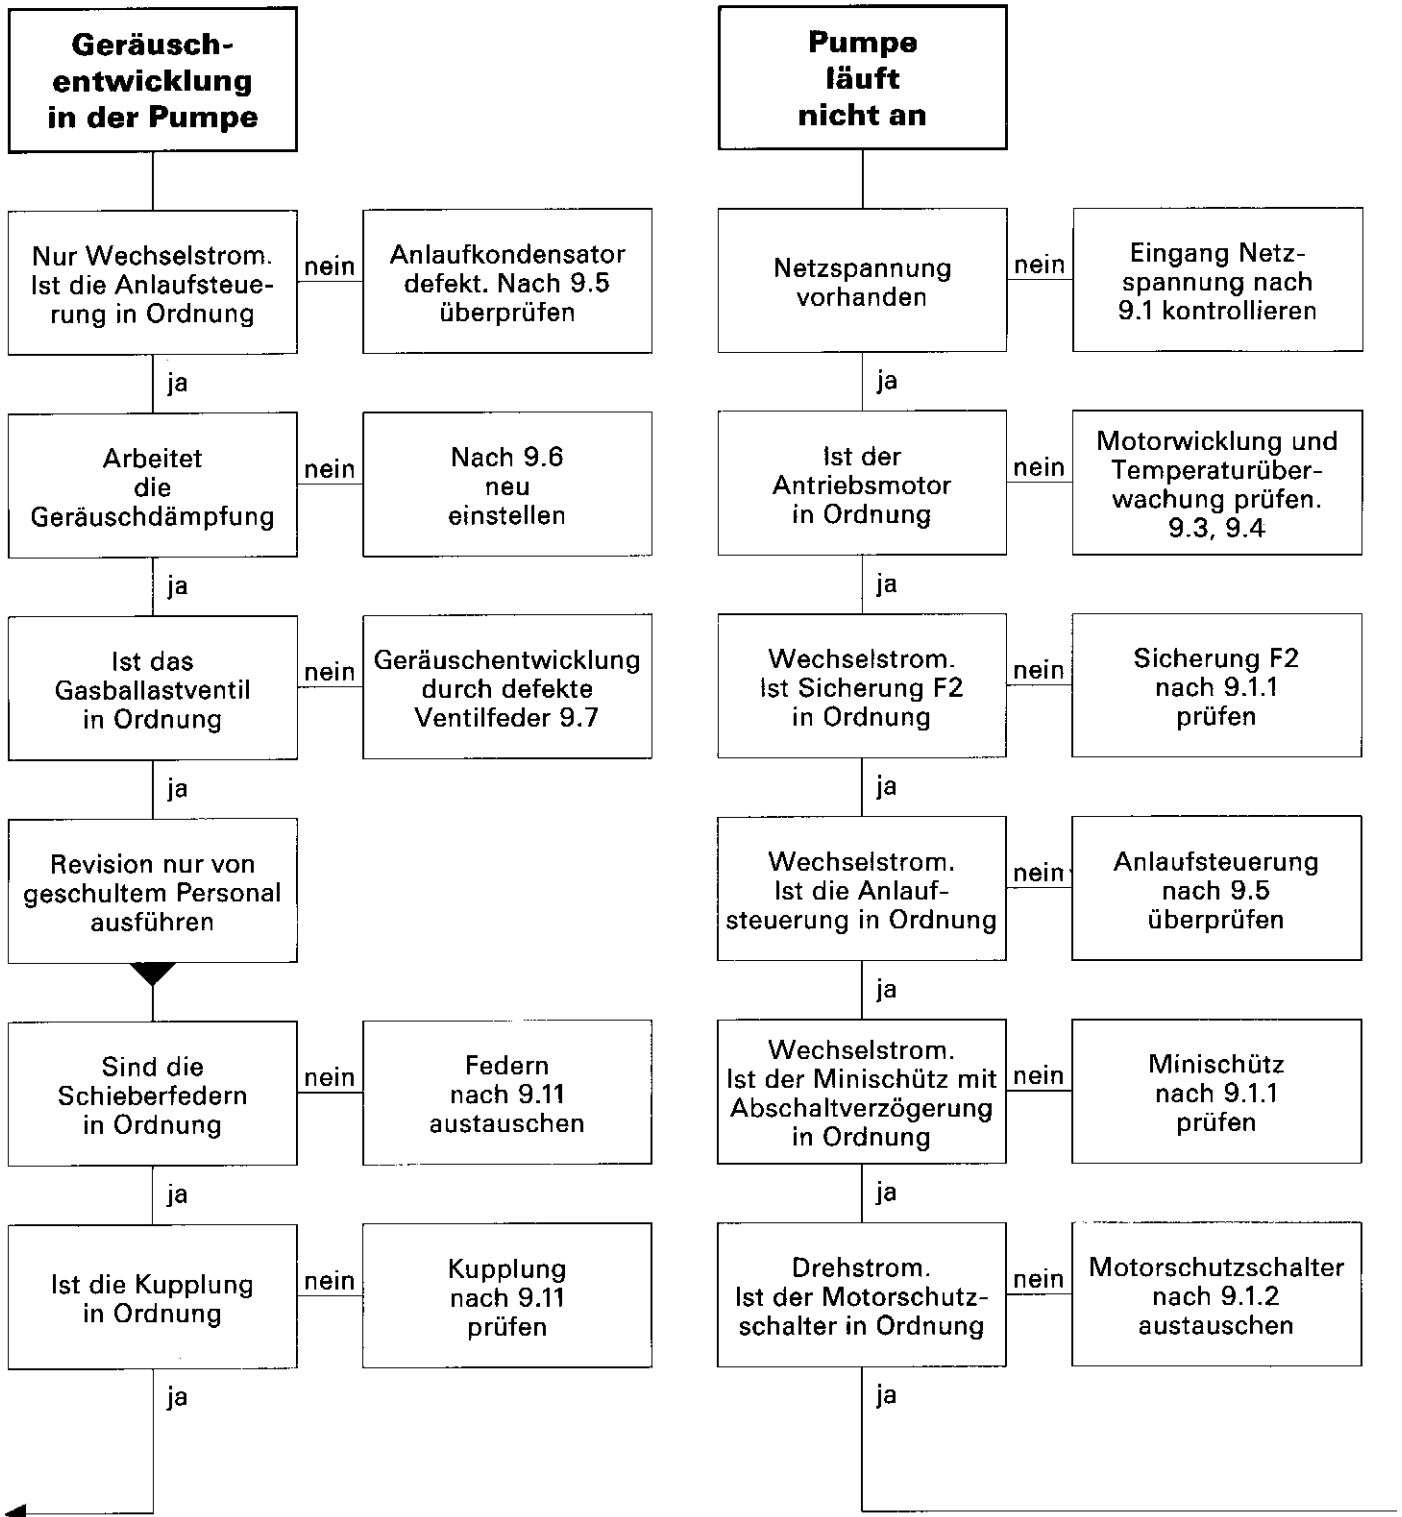 Geräusch-
entwicklung
in der Pumpe
Nur Wechselstrom.
Ist die Anlaufsteue-
rung in Ordnung
nein
Anlaufkondensator
defekt. Nach 9.5
überprüfen
ja
Arbeitet
die
Geräuschdämpfung
nein
Nach 9.6
neu
einstellen
ja
Ist das
Gasballastventil
in Ordnung
nein
Geräuschentwicklung
durch defekte
Ventilfeder 9.7
ja
Revision nur von
geschultem Personal
ausführen
Sind die
Schieberfedern
in Ordnung
nein
Federn
nach 9.11
austauschen
ja
Ist die Kupplung
in Ordnung
nein
Kupplung
nach 9.11
prüfen
ja
Pumpe
läuft
nicht an
Netzspannung
vorhanden
nein
Eingang Netz-
spannung nach
9.1 kontrollieren
ja
Ist der
Antriebsmotor
in Ordnung
nein
Motorwicklung und
Temperaturüber-
wachung prüfen.
9.3, 9.4
ja
Wechselstrom.
Ist Sicherung F2
in Ordnung
nein
Sicherung F2
nach 9.1.1
prüfen
ja
Wechselstrom.
Ist die Anlauf-
steuerung in Ordnung
nein
Anlaufsteuerung
nach 9.5
überprüfen
ja
Wechselstrom.
Ist der Minischütz mit
Abschaltverzögerung
in Ordnung
nein
Minischütz
nach 9.1.1
prüfen
ja
Drehstrom.
Ist der Motorschutz-
schalter in Ordnung
nein
Motorschutzschalter
nach 9.1.2
austauschen
ja